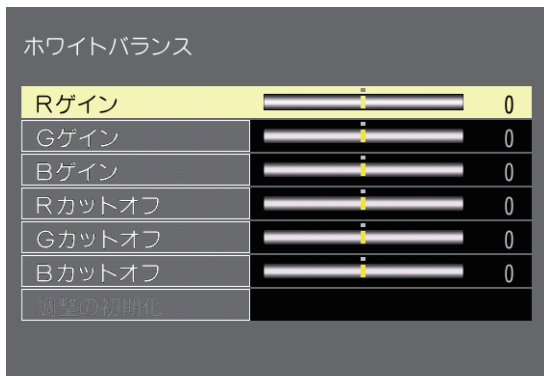 ホワイトバランス
Rゲイン 0
Gゲイン 0
Bゲイン 0
Rカットオフ 0
Gカットオフ 0
Bカットオフ 0
調整の初期化